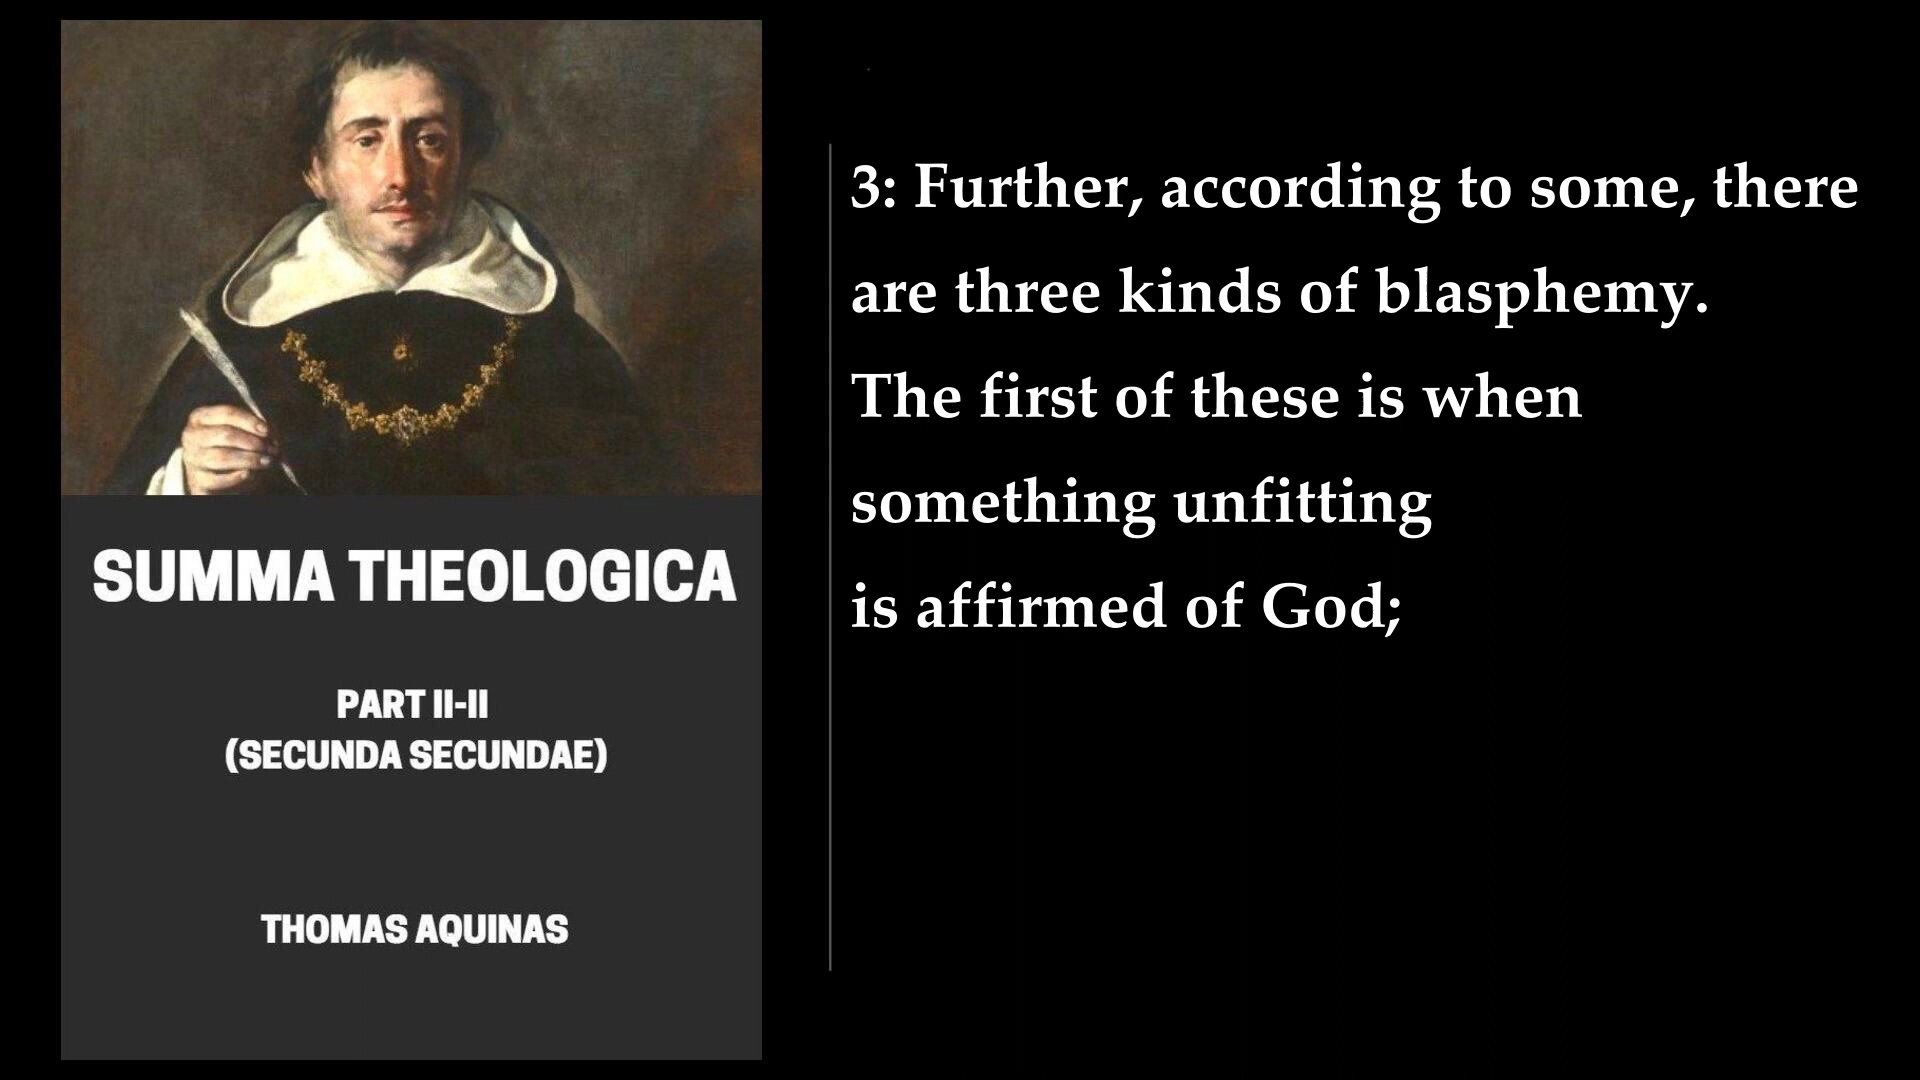 SUMMA THEOLOGICA
PART II-II
(SECUNDA SECUNDAE)
THOMAS AQUINAS
3: Further, according to some, there
are three kinds of blasphemy.
The first of these is when
something unfitting
is affirmed of God;